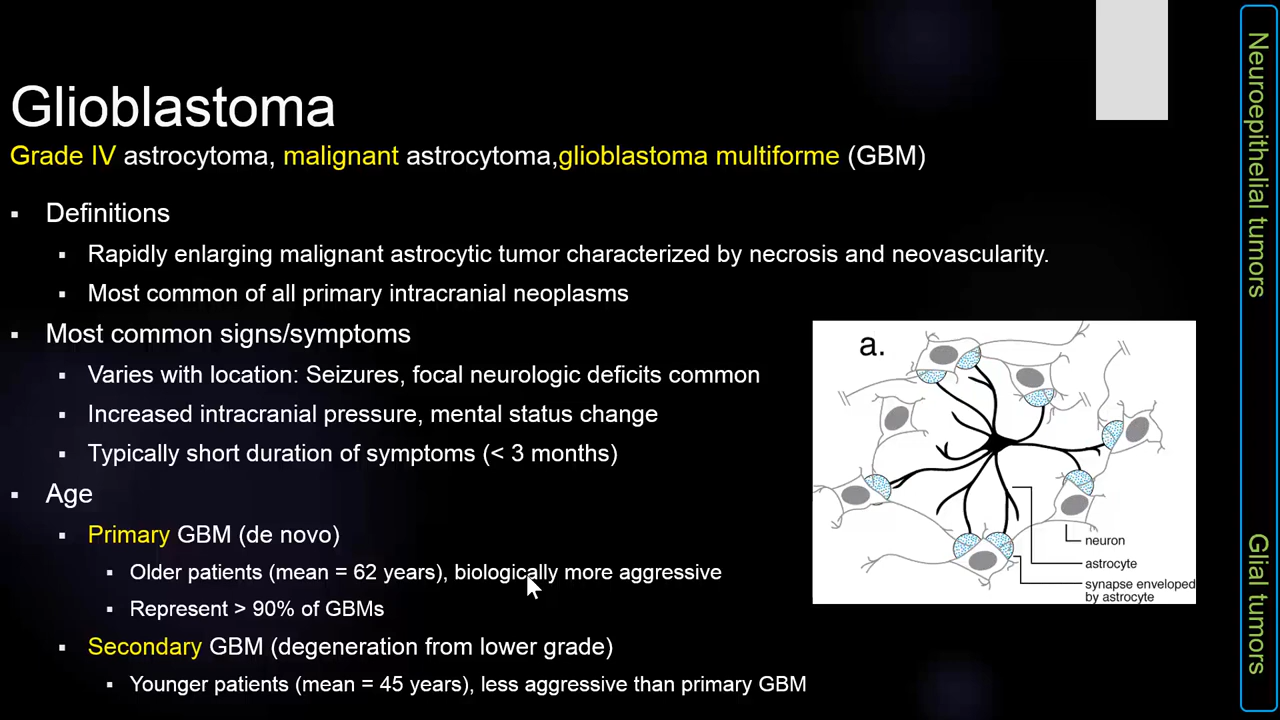 Glioblastoma
Grade IV astrocytoma, malignant astrocytoma,glioblastoma multiforme (GBM)
▪ Definitions
▪ Rapidly enlarging malignant astrocytic tumor characterized by necrosis and neovascularity.
▪ Most common of all primary intracranial neoplasms
▪ Most common signs/symptoms
▪ Varies with location: Seizures, focal neurologic deficits common
▪ Increased intracranial pressure, mental status change
▪ Typically short duration of symptoms (< 3 months)
▪ Age
▪ Primary GBM (de novo)
▪ Older patients (mean = 62 years), biologically more aggressive
▪ Represent > 90% of GBMs
▪ Secondary GBM (degeneration from lower grade)
▪ Younger patients (mean = 45 years), less aggressive than primary GBM
a.
neuron
astrocyte
synapse enveloped
by astrocyte
Neuroepithelial tumors
Glial tumors